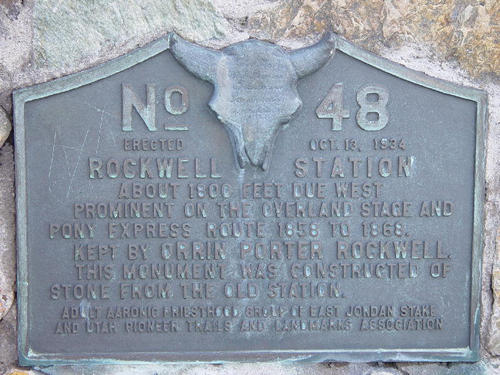 No 48
ERECTED OCT. 13, 1934
ROCKWELL STATION
ABOUT 1800 FEET DUE WEST
PROMINENT ON THE OVERLAND STAGE AND
PONY EXPRESS ROUTE 1858 TO 1868.
KEPT BY ORRIN PORTER ROCKWELL.
THIS MONUMENT WAS CONSTRUCTED OF
STONE FROM THE OLD STATION.
ADULT AARONIC PRIESTHOOD, GROUP OF EAST JORDAN STAKE
AND UTAH PIONEER TRAILS AND LANDMARKS ASSOCIATION